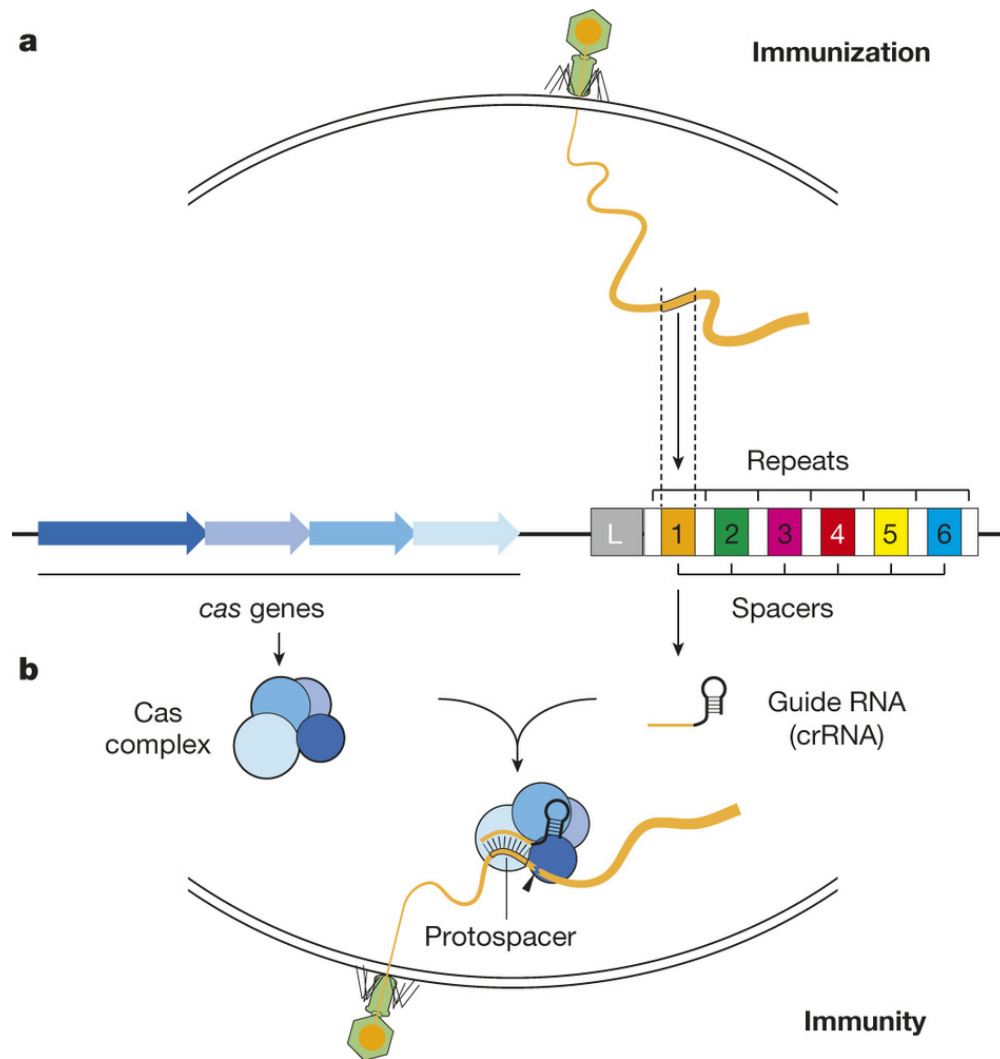 a
Immunization
Repeats
L 1 2 3 4 5 6
cas genes
Spacers
b
Cas
complex
Guide RNA
(crRNA)
Protospacer
Immunity